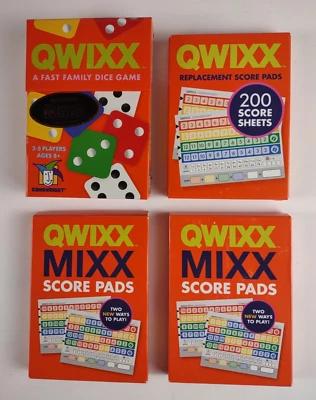 QWIXX
A FAST FAMILY DICE GAME
2-5 PLAYERS
AGES 8+
GAMEWRIGHT
QWIXX
REPLACEMENT SCORE PADS
200
SCORE
SHEETS
QWIXX
MIXX
SCORE PADS
TWO
NEW WAYS
TO PLAY!
QWIXX
MIXX
SCORE PADS
TWO
NEW WAYS
TO PLAY!